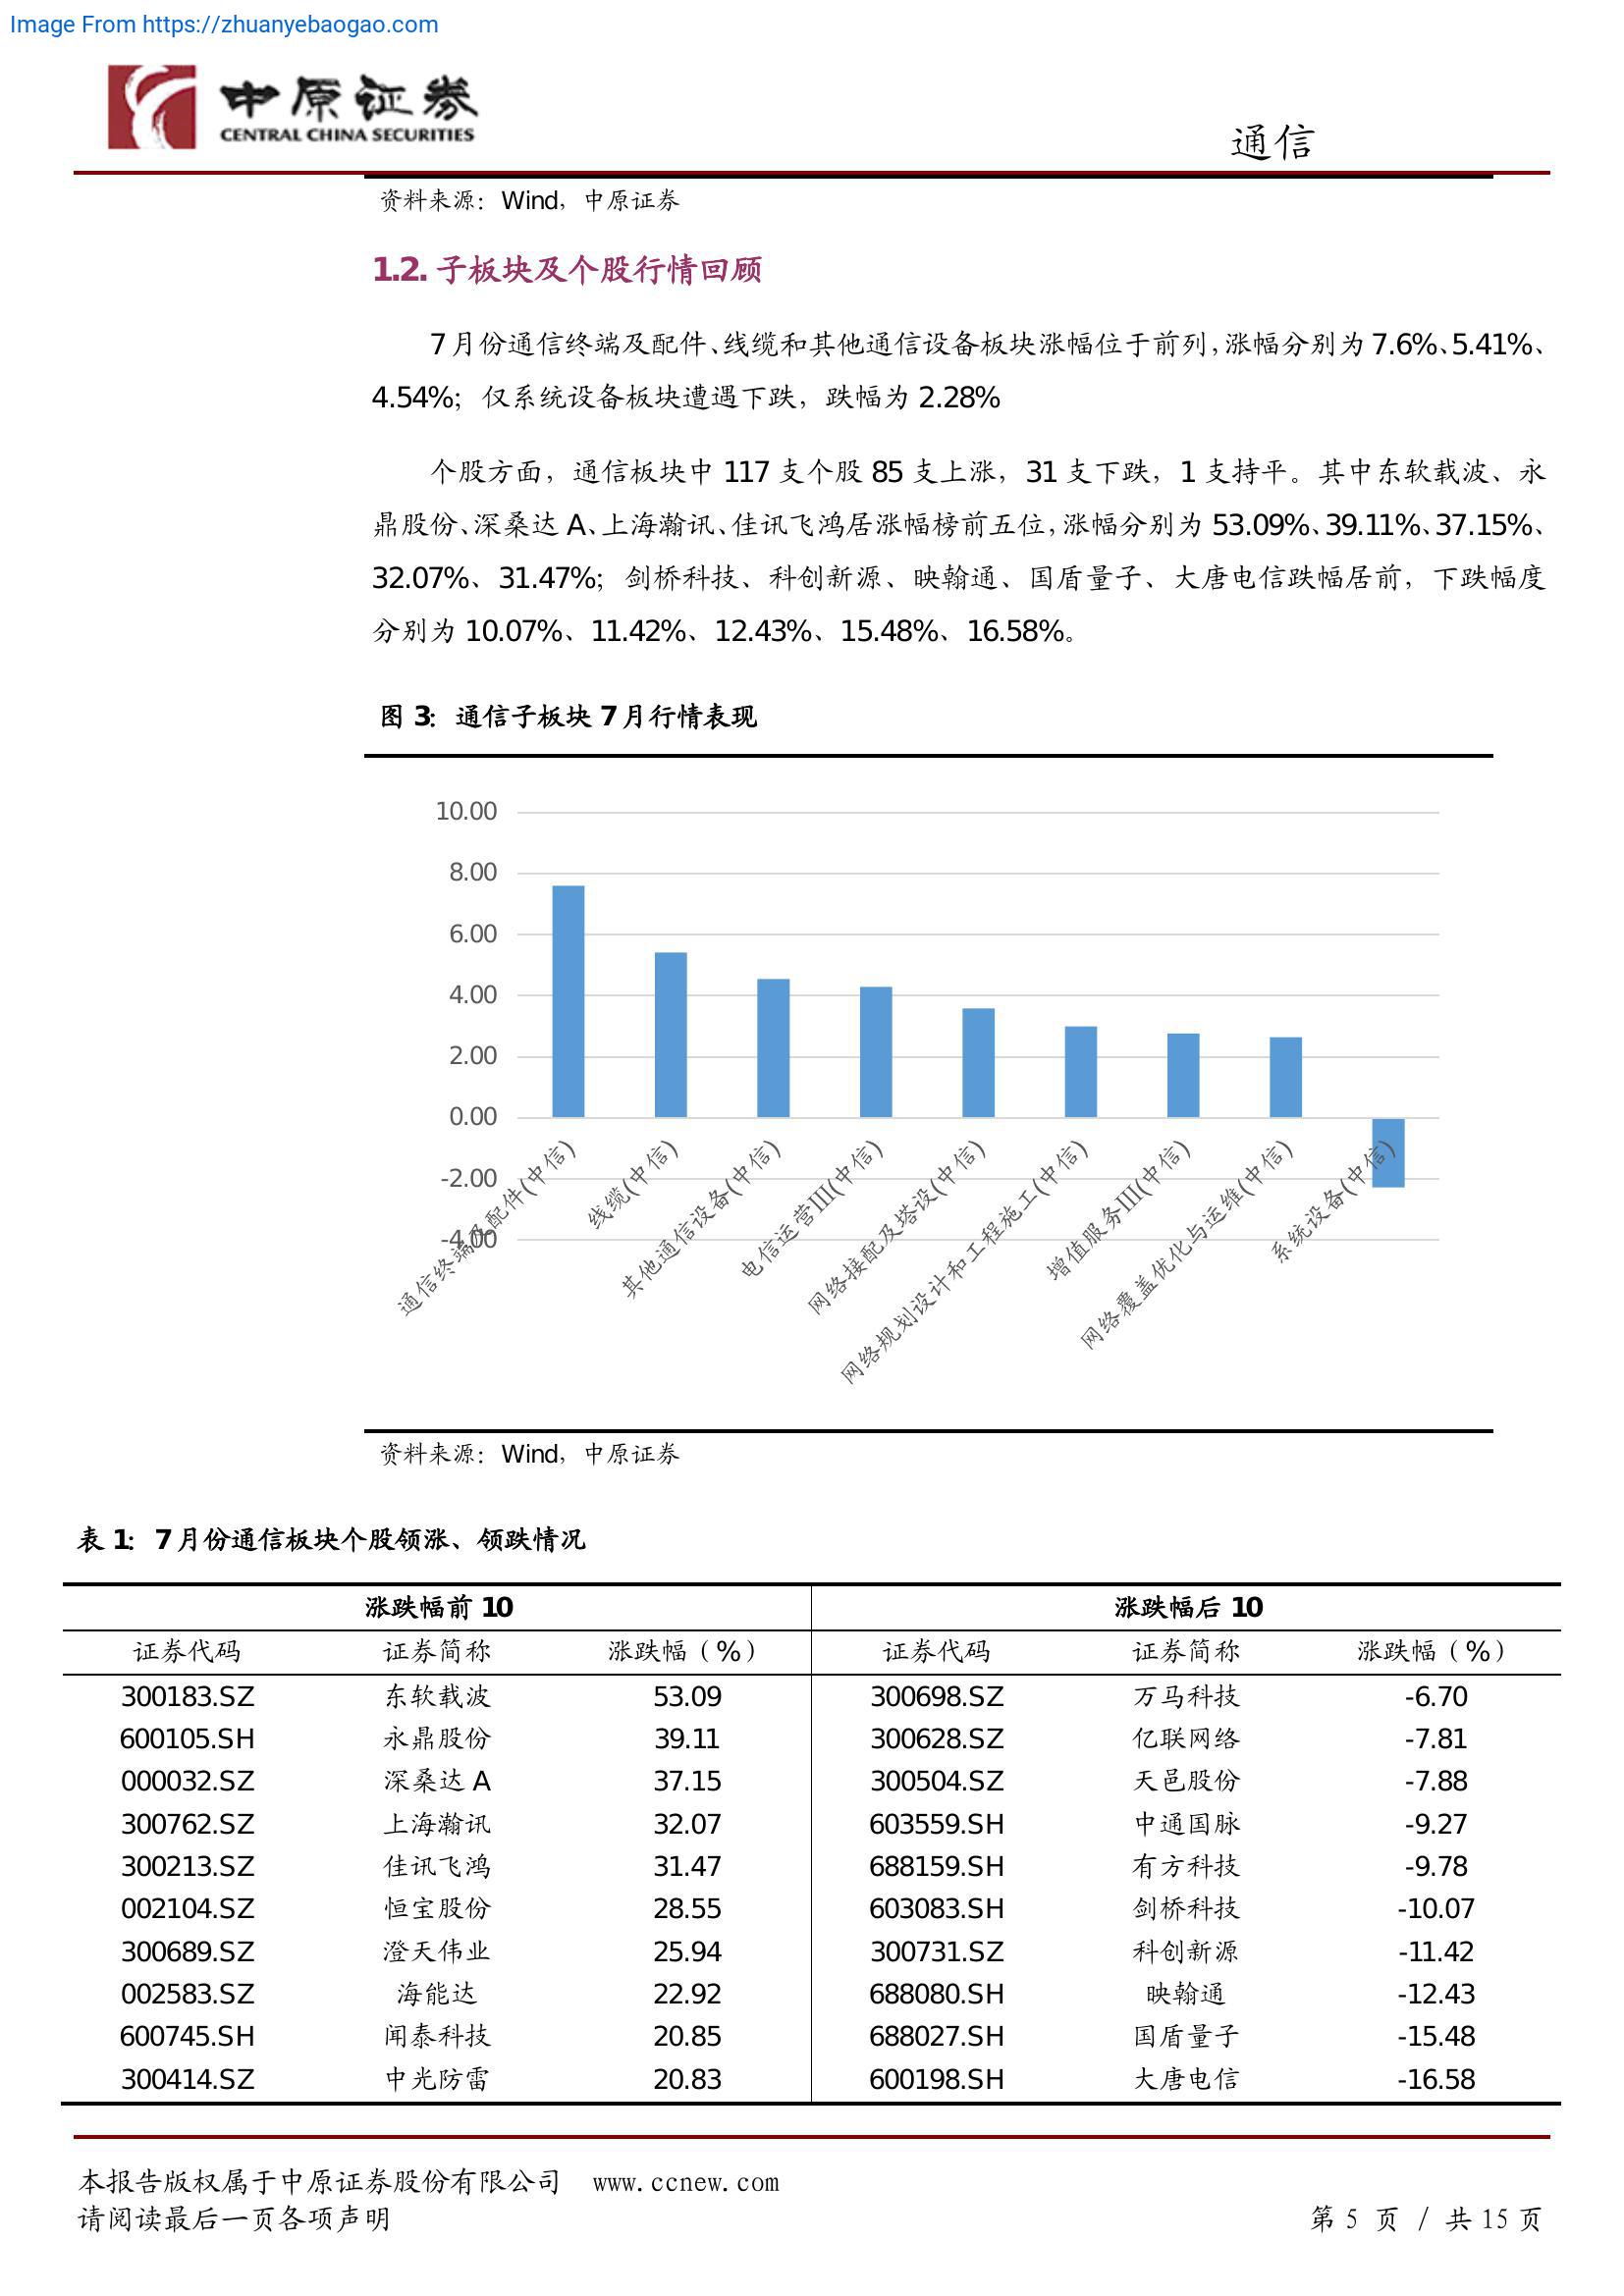 Image From https://zhuanyebaogao.com
中原证券
CENTRAL CHINA SECURITIES
通信
资料来源：Wind，中原证券
1.2. 子板块及个股行情回顾
7 月份通信终端及配件、线缆和其他通信设备板块涨幅位于前列，涨幅分别为 7.6%、5.41%、
4.54%；仅系统设备板块遭遇下跌，跌幅为 2.28%
个股方面，通信板块中 117 支个股 85 支上涨，31 支下跌，1 支持平。其中东软载波、永
鼎股份、深桑达 A、上海瀚讯、佳讯飞鸿居涨幅榜前五位，涨幅分别为 53.09%、39.11%、37.15%、
32.07%、31.47%；剑桥科技、科创新源、映翰通、国盾量子、大唐电信跌幅居前，下跌幅度
分别为 10.07%、11.42%、12.43%、15.48%、16.58%。
图 3：通信子板块 7 月行情表现
10.00
8.00
6.00
4.00
2.00
0.00
-2.00
-4.00
通信终端及配件(中信)
线缆(中信)
其他通信设备(中信)
电信运营III(中信)
网络接配及塔设(中信)
网络规划设计和工程施工(中信)
增值服务III(中信)
网络覆盖优化与运维(中信)
系统设备(中信)
资料来源：Wind，中原证券
表 1：7 月份通信板块个股领涨、领跌情况
涨跌幅前 10 涨跌幅后 10
证券代码 证券简称 涨跌幅（%） 证券代码 证券简称 涨跌幅（%）
300183.SZ 东软载波 53.09 300698.SZ 万马科技 -6.70
600105.SH 永鼎股份 39.11 300628.SZ 亿联网络 -7.81
000032.SZ 深桑达 A 37.15 300504.SZ 天邑股份 -7.88
300762.SZ 上海瀚讯 32.07 603559.SH 中通国脉 -9.27
300213.SZ 佳讯飞鸿 31.47 688159.SH 有方科技 -9.78
002104.SZ 恒宝股份 28.55 603083.SH 剑桥科技 -10.07
300689.SZ 澄天伟业 25.94 300731.SZ 科创新源 -11.42
002583.SZ 海能达 22.92 688080.SH 映翰通 -12.43
600745.SH 闻泰科技 20.85 688027.SH 国盾量子 -15.48
300414.SZ 中光防雷 20.83 600198.SH 大唐电信 -16.58
本报告版权属于中原证券股份有限公司 www.ccnew.com
请阅读最后一页各项声明 第 5 页 / 共 15 页